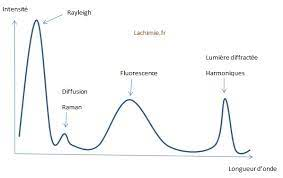 Intensité
Rayleigh
Lachimie.fr
Lumière diffractée
Harmoniques
Fluorescence
Diffusion
Raman
Longueur d'onde